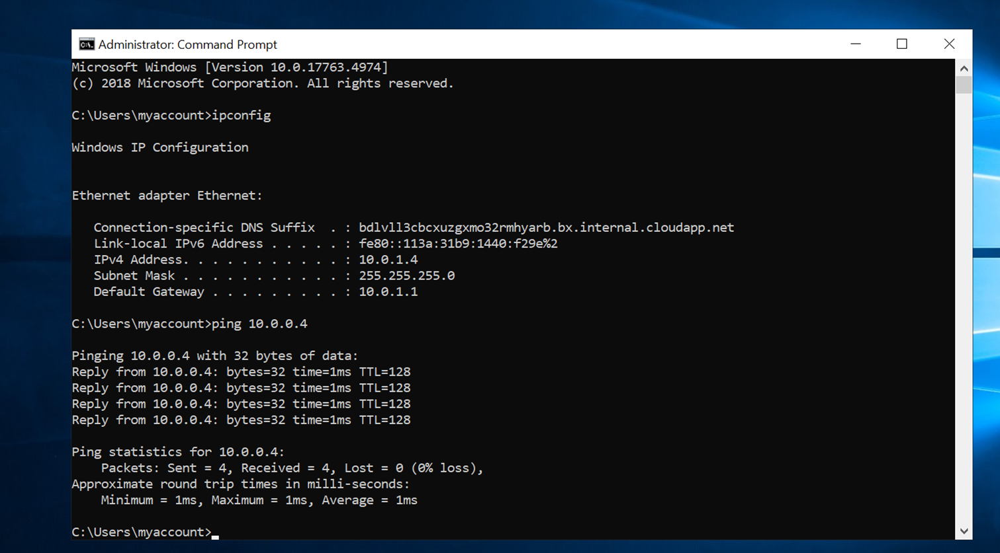 Administrator: Command Prompt
Microsoft Windows [Version 10.0.17763.4974]
(c) 2018 Microsoft Corporation. All rights reserved.
C:\Users\myaccount>ipconfig
Windows IP Configuration
Ethernet adapter Ethernet:
Connection-specific DNS Suffix  . : bdlvll3cbcxuzgxmo32rmhyarb.bx.internal.cloudapp.net
Link-local IPv6 Address . . . . . : fe80::113a:31b9:1440:f29e%2
IPv4 Address. . . . . . . . . . . : 10.0.1.4
Subnet Mask . . . . . . . . . . . : 255.255.255.0
Default Gateway . . . . . . . . . : 10.0.1.1
C:\Users\myaccount>ping 10.0.0.4
Pinging 10.0.0.4 with 32 bytes of data:
Reply from 10.0.0.4: bytes=32 time=1ms TTL=128
Reply from 10.0.0.4: bytes=32 time=1ms TTL=128
Reply from 10.0.0.4: bytes=32 time=1ms TTL=128
Reply from 10.0.0.4: bytes=32 time=1ms TTL=128
Ping statistics for 10.0.0.4:
Packets: Sent = 4, Received = 4, Lost = 0 (0% loss),
Approximate round trip times in milli-seconds:
Minimum = 1ms, Maximum = 1ms, Average = 1ms
C:\Users\myaccount>